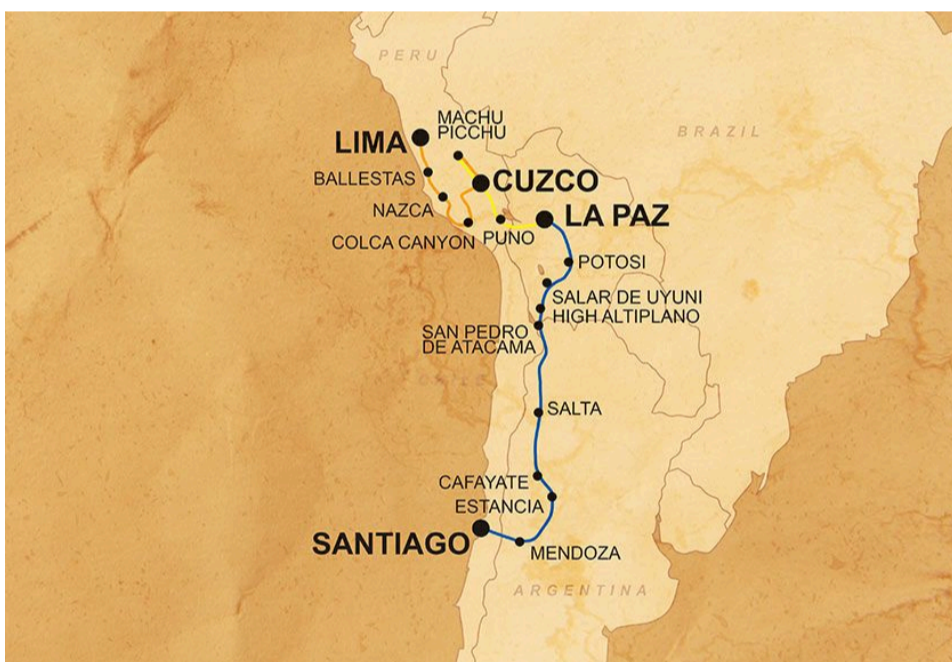 PERU
BRAZIL
MACHU
PICCHU
LIMA
BALLESTAS
CUZCO
NAZCA
LA PAZ
COLCA CANYON
PUNO
POTOSI
SALAR DE UYUNI
HIGH ALTIPLANO
SAN PEDRO
DE ATACAMA
SALTA
CAFAYATE
ESTANCIA
SANTIAGO
MENDOZA
ARGENTINA